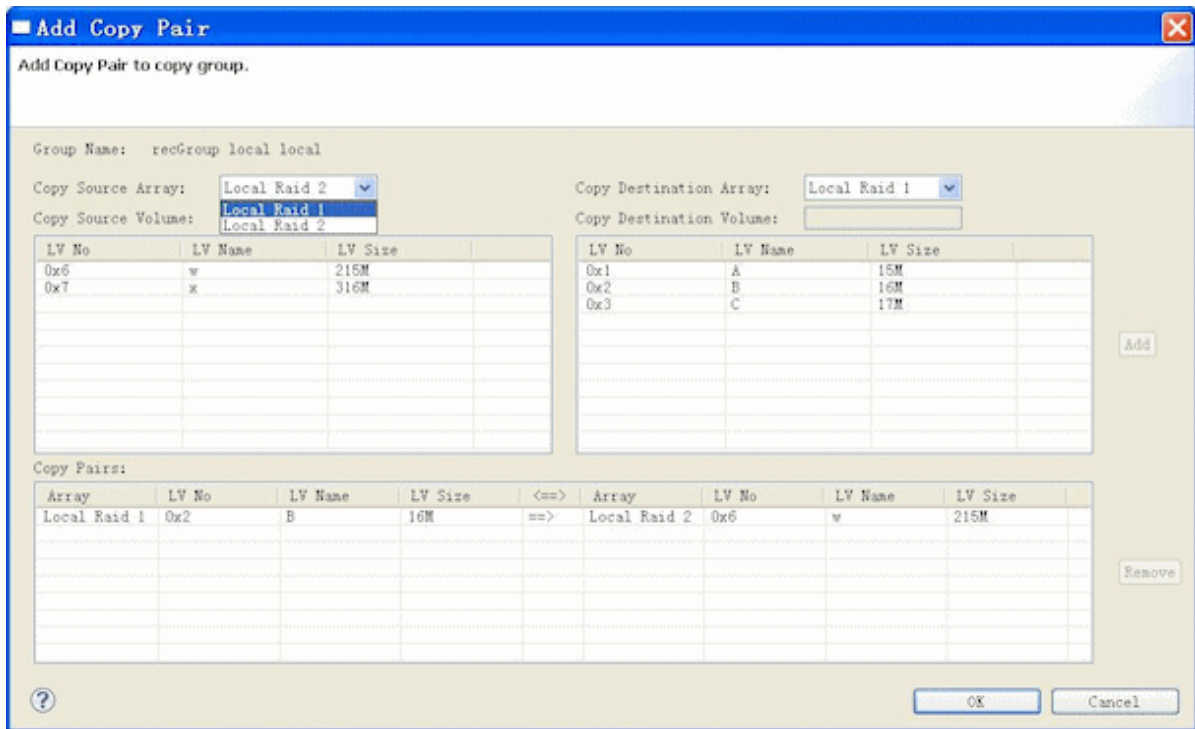 Add Copy Pair
Add Copy Pair to copy group.
Group Name: recGroup local local
Copy Source Array: Local Raid 2 Copy Destination Array: Local Raid 1
Local Raid 1
Copy Source Volume: Local Raid 2 Copy Destination Volume:
LV No LV Name LV Size LV No LV Name LV Size
0x6 w 215M 0x1 A 15M
0x7 x 316M 0x2 B 16M
0x3 C 17M
Add
Copy Pairs:
Array LV No LV Name LV Size <==> Array LV No LV Name LV Size
Local Raid 1 0x2 B 16M ==> Local Raid 2 0x6 w 215M
Remove
? OK Cancel